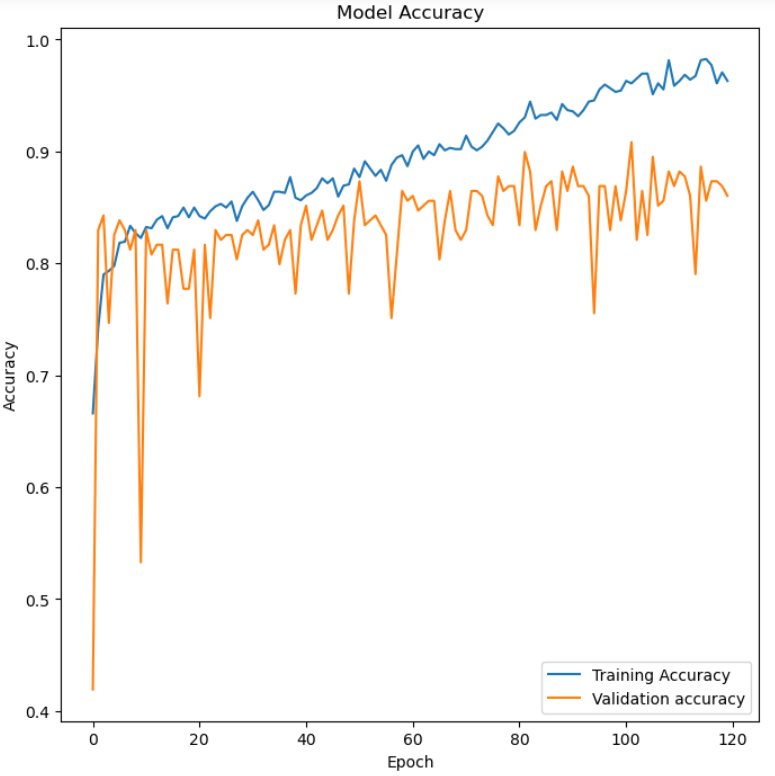 Model Accuracy
1.0
0.9
0.8
0.7
0.6
0.5
0.4
Accuracy
0 20 40 60 80 100 120
Epoch
Training Accuracy
Validation accuracy